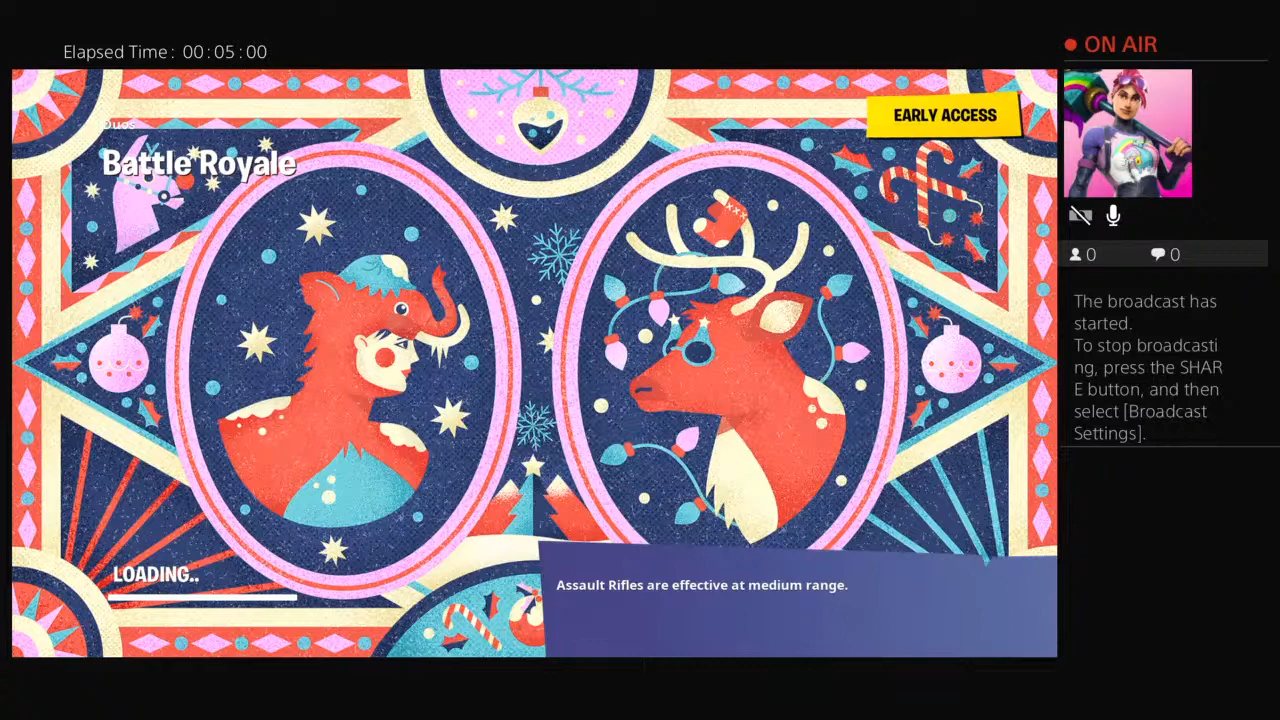 Elapsed Time: 00:05:00
ON AIR
EARLY ACCESS
Duos
Battle Royale
0
0
The broadcast has
started.
To stop broadcasti
ng, press the SHAR
E button, and then
select [Broadcast
Settings].
LOADING..
Assault Rifles are effective at medium range.